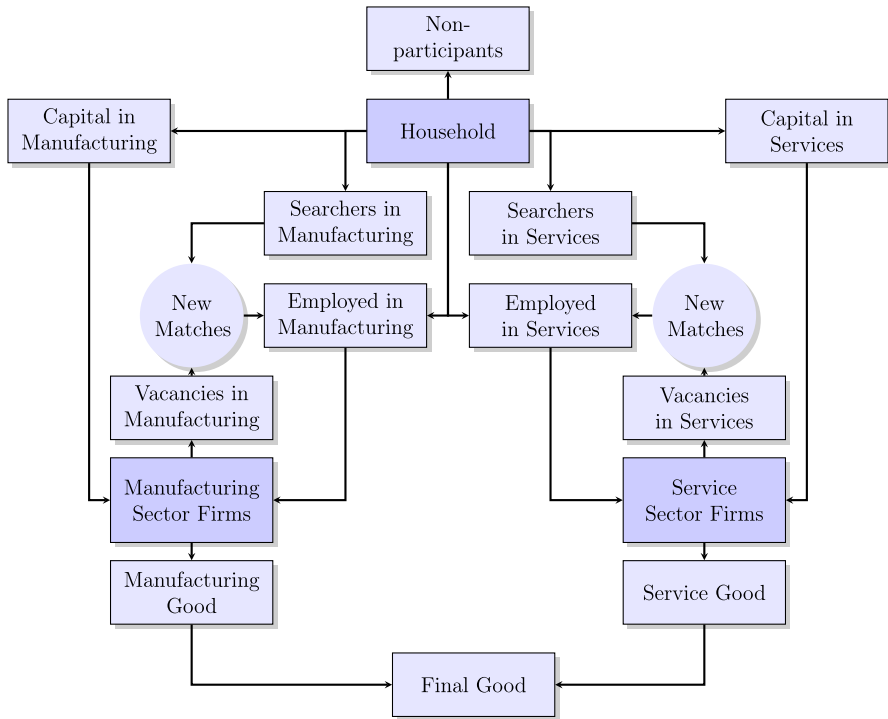 Non-
participants
Capital in
Manufacturing
Household
Capital in
Services
Searchers in
Manufacturing
Searchers
in Services
New
Matches
Employed in
Manufacturing
Employed
in Services
New
Matches
Vacancies in
Manufacturing
Vacancies
in Services
Manufacturing
Sector Firms
Service
Sector Firms
Manufacturing
Good
Service Good
Final Good